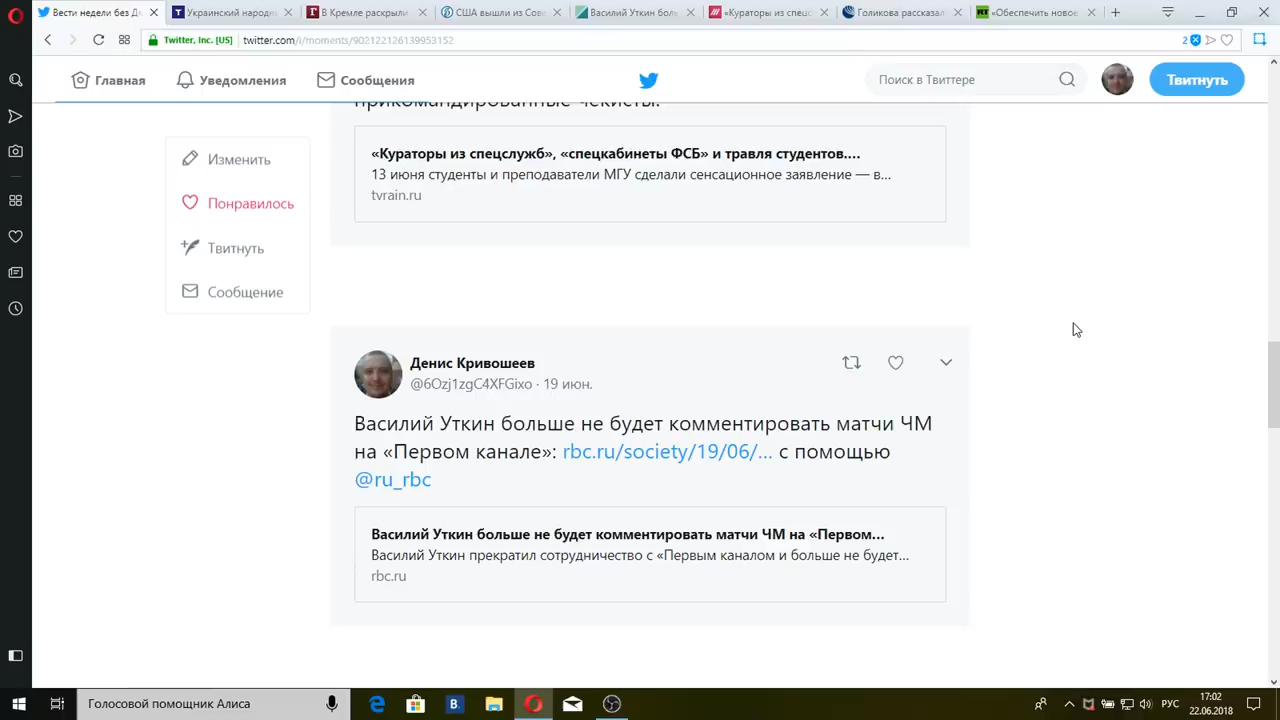 Вести недели без Д
Украинский народн
В Кремле раскрыли
США вышли из Сове
Василий Уткин боль
«Кураторы из спецс
Голикова рассказал
«Обеспечить новое
Twitter, Inc. [US] twitter.com/i/moments/902122126139953152
2
Главная
Уведомления
Сообщения
Поиск в Твиттере
Твитнуть
прикомандированные чекисты.
«Кураторы из спецслужб», «спецкабинеты ФСБ» и травля студентов....
13 июня студенты и преподаватели МГУ сделали сенсационное заявление — в...
tvrain.ru
Изменить
Понравилось
Твитнуть
Сообщение
Денис Кривошеев
@6Ozj1zgC4XFGixo · 19 июн.
Василий Уткин больше не будет комментировать матчи ЧМ
на «Первом канале»: rbc.ru/society/19/06/... с помощью
@ru_rbc
Василий Уткин больше не будет комментировать матчи ЧМ на «Первом...
Василий Уткин прекратил сотрудничество с «Первым каналом и больше не будет...
rbc.ru
Голосовой помощник Алиса
РУС
17:02
22.06.2018